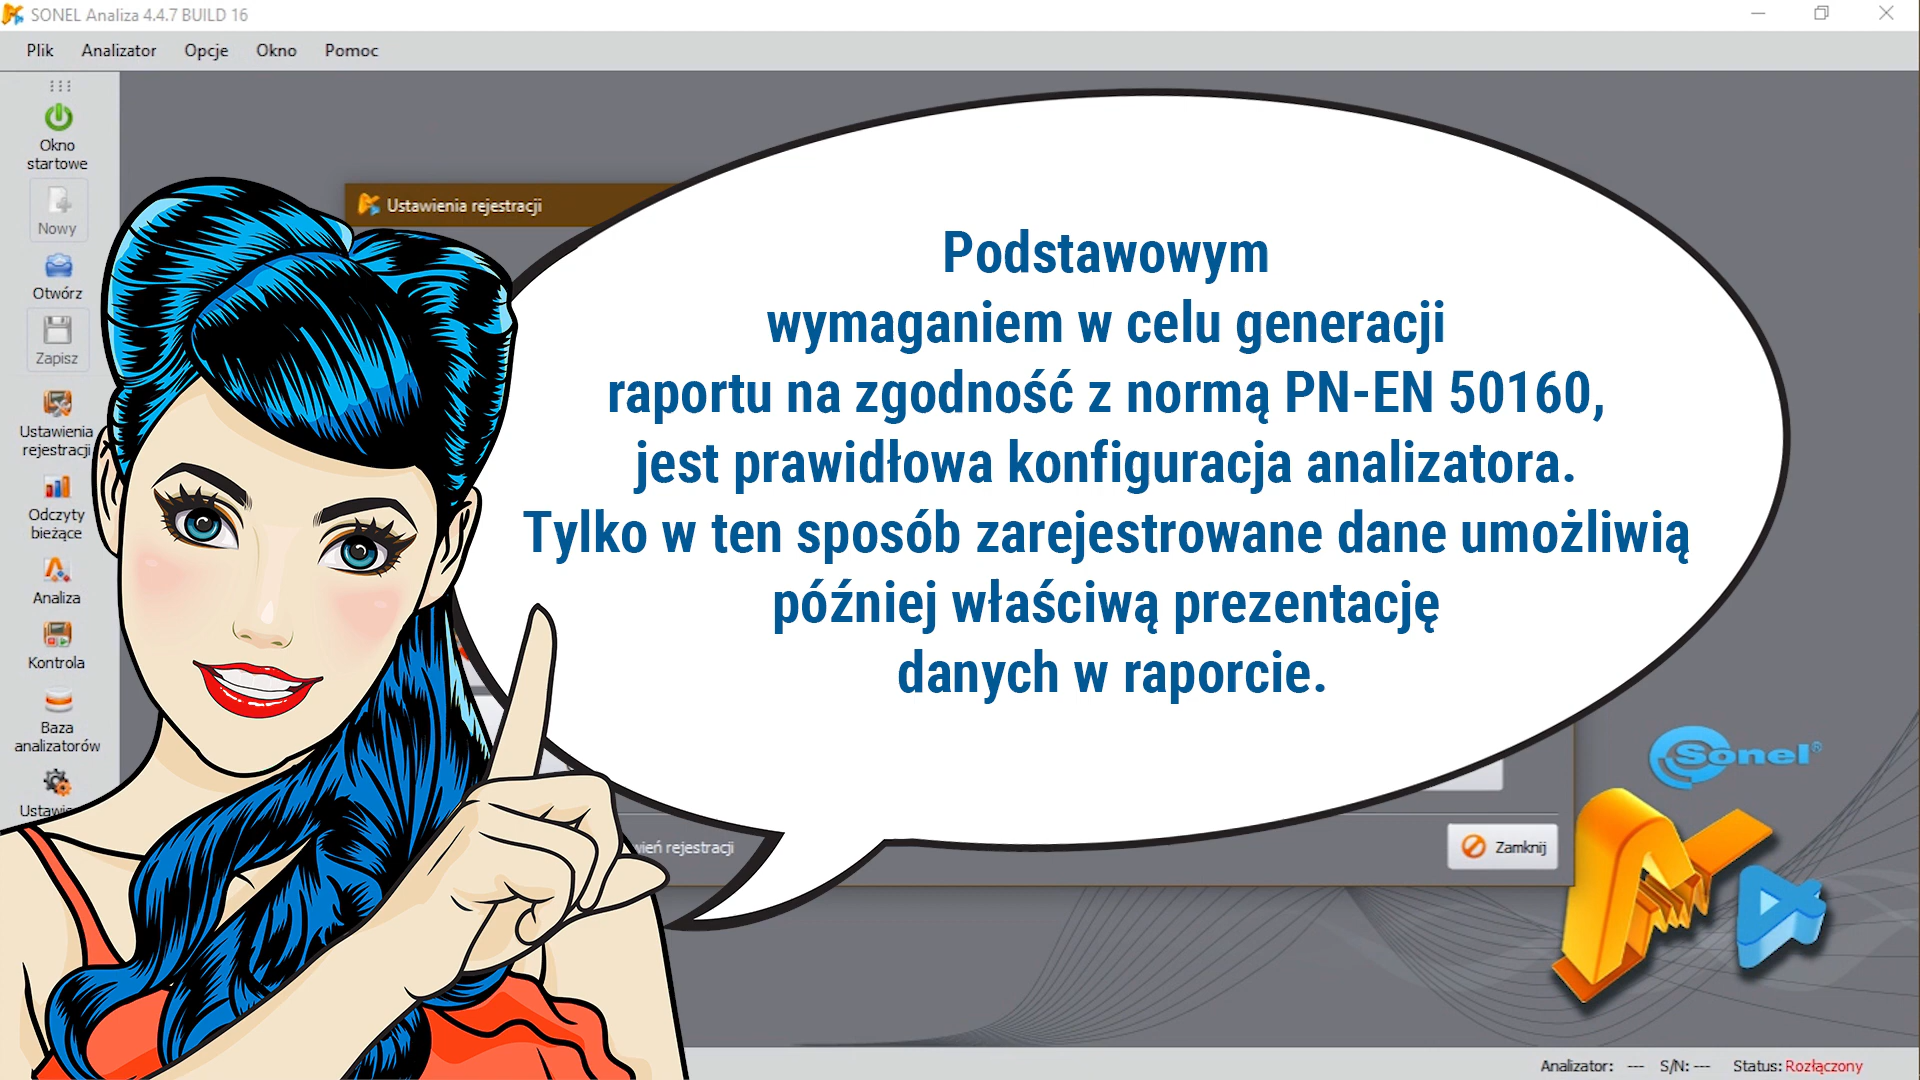 SONEL Analiza 4.4.7 BUILD 16
Plik Analizator Opcje Okno Pomoc
Okno
startowe
Nowy
Otwórz
Zapisz
Ustawienia
rejestracji
Odczyty
bieżące
Analiza
Kontrola
Baza
analizatorów
Ustawienia rejestracji
Podstawowym
wymaganiem w celu generacji
raportu na zgodność z normą PN-EN 50160,
jest prawidłowa konfiguracja analizatora.
Tylko w ten sposób zarejestrowane dane umożliwią
później właściwą prezentację
danych w raporcie.
rejestracji
Zamknij
Sonel®
Analizator: --- S/N: --- Status: Rozłączony